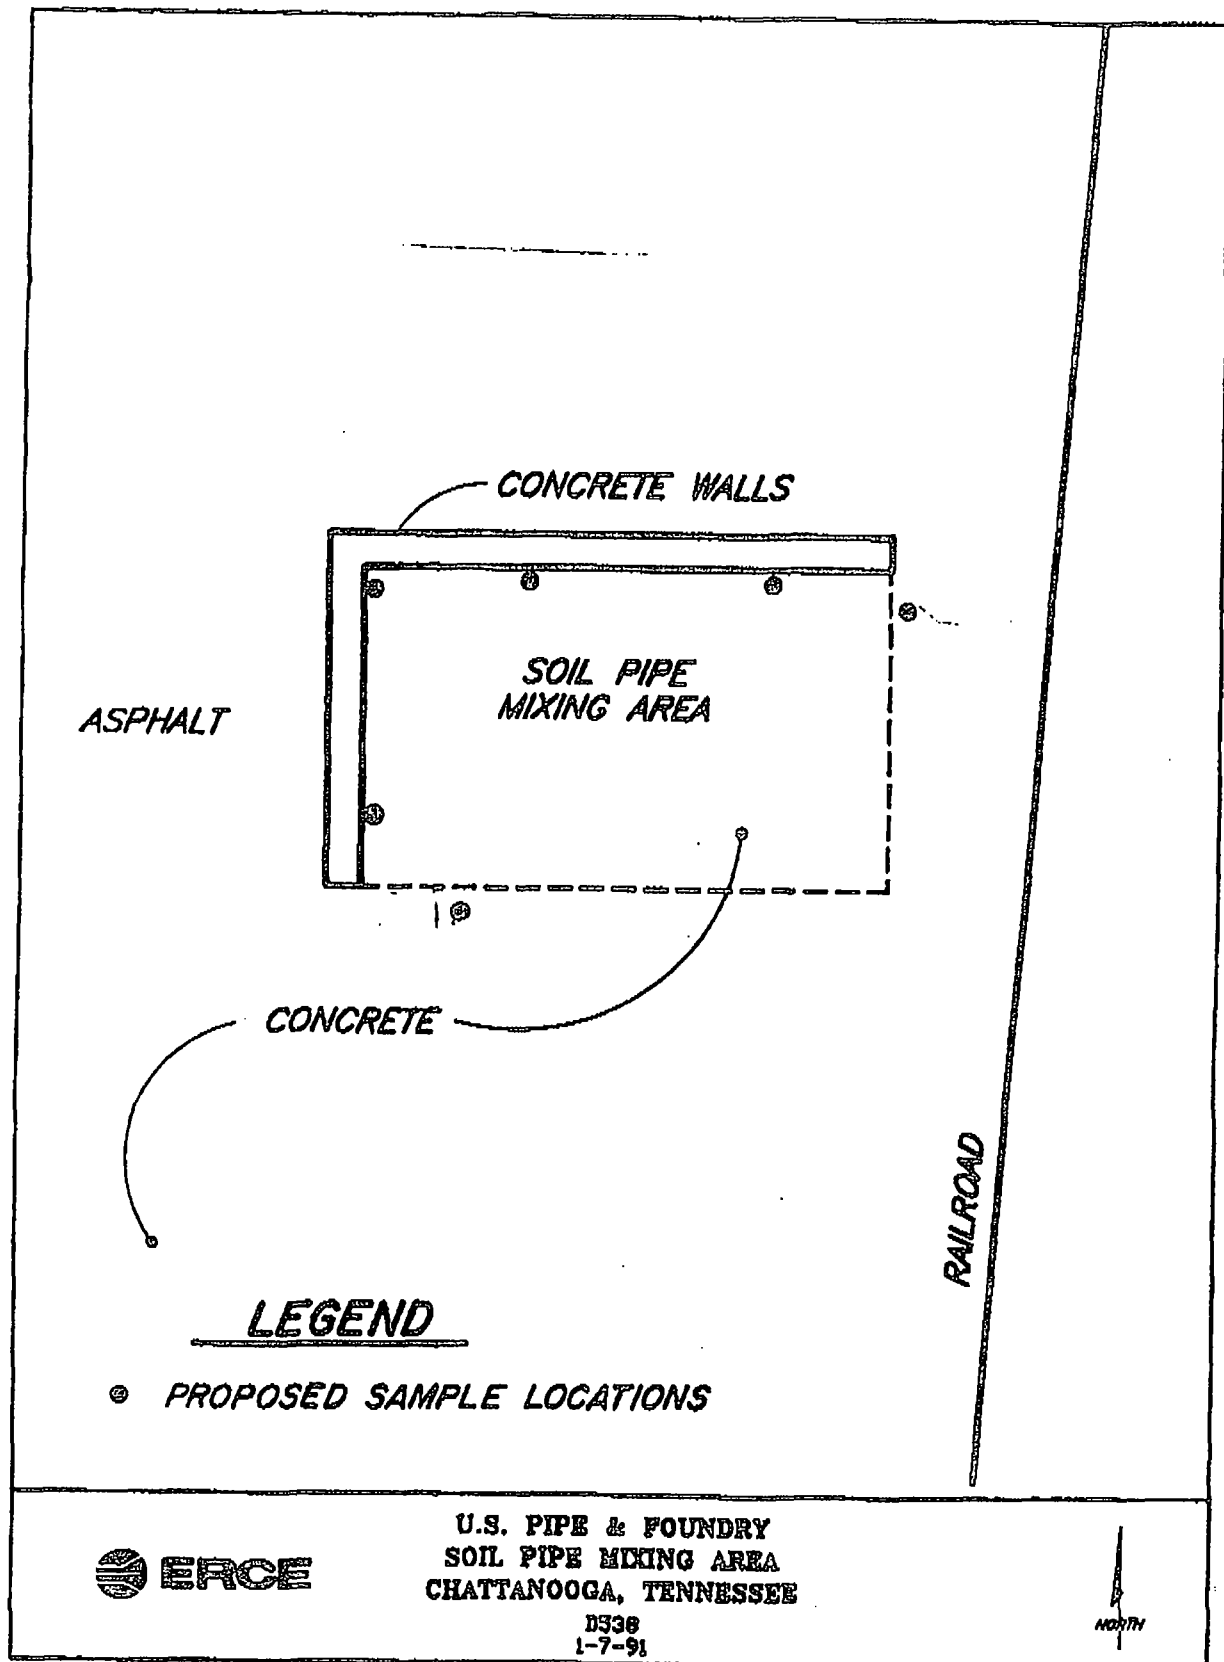 CONCRETE WALLS
SOIL PIPE
MIXING AREA
ASPHALT
CONCRETE
RAILROAD
LEGEND
PROPOSED SAMPLE LOCATIONS
ERCE
U.S. PIPE & FOUNDRY
SOIL PIPE MIXING AREA
CHATTANOOGA, TENNESSEE
D538
1-7-91
NORTH